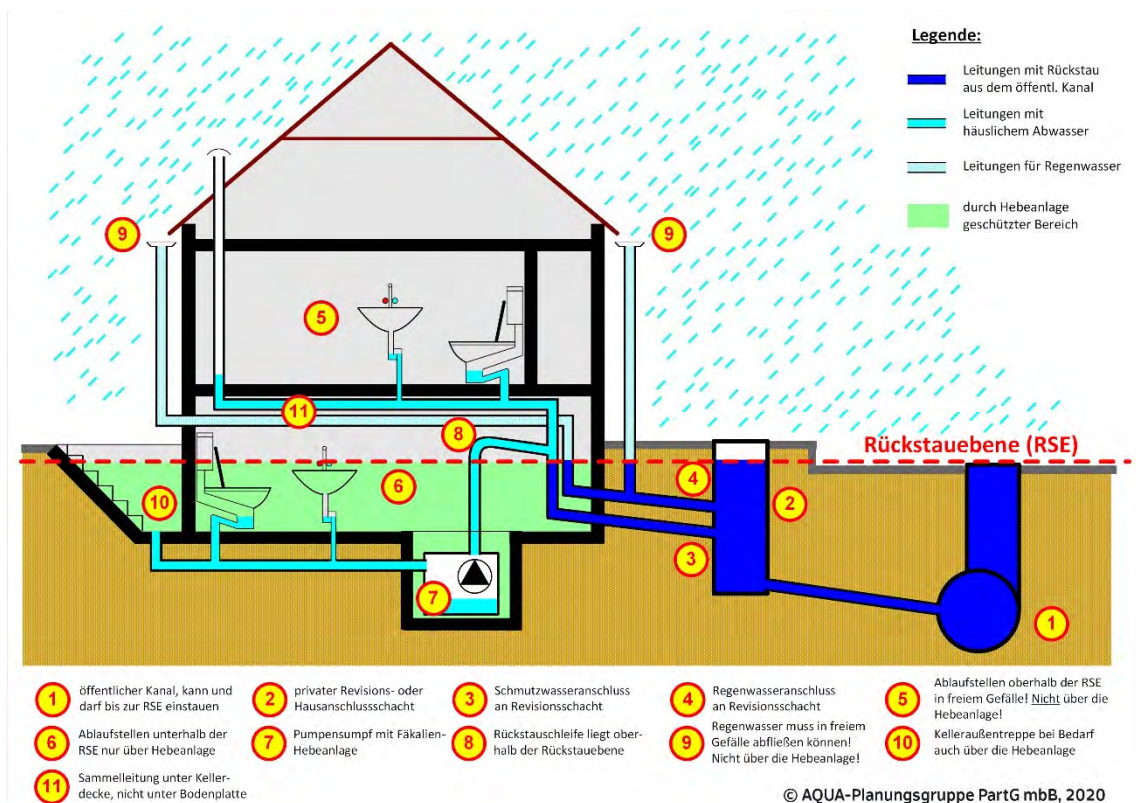 Legende:
Leitungen mit Rückstau
aus dem öffentl. Kanal
Leitungen mit
häuslichem Abwasser
Leitungen für Regenwasser
durch Hebeanlage
geschützter Bereich
9
9
5
11
8
Rückstauebene (RSE)
4
10
6
2
3
7
1
1
öffentlicher Kanal, kann und
darf bis zur RSE einstauen
2
privater Revisions- oder
Hausanschlussschacht
3
Schmutzwasseranschluss
an Revisionsschacht
4
Regenwasseranschluss
an Revisionsschacht
5
Ablaufstellen oberhalb der RSE
in freiem Gefälle! Nicht über die
Hebeanlage!
6
Ablaufstellen unterhalb der
RSE nur über Hebeanlage
7
Pumpensumpf mit Fäkalien-
Hebeanlage
8
Rückstauschleife liegt ober-
halb der Rückstauebene
9
Regenwasser muss in freiem
Gefälle abfließen können!
Nicht über die Hebeanlage!
10
Kelleraußentreppe bei Bedarf
auch über die Hebeanlage
11
Sammelleitung unter Keller-
decke, nicht unter Bodenplatte
© AQUA-Planungsgruppe PartG mbB, 2020